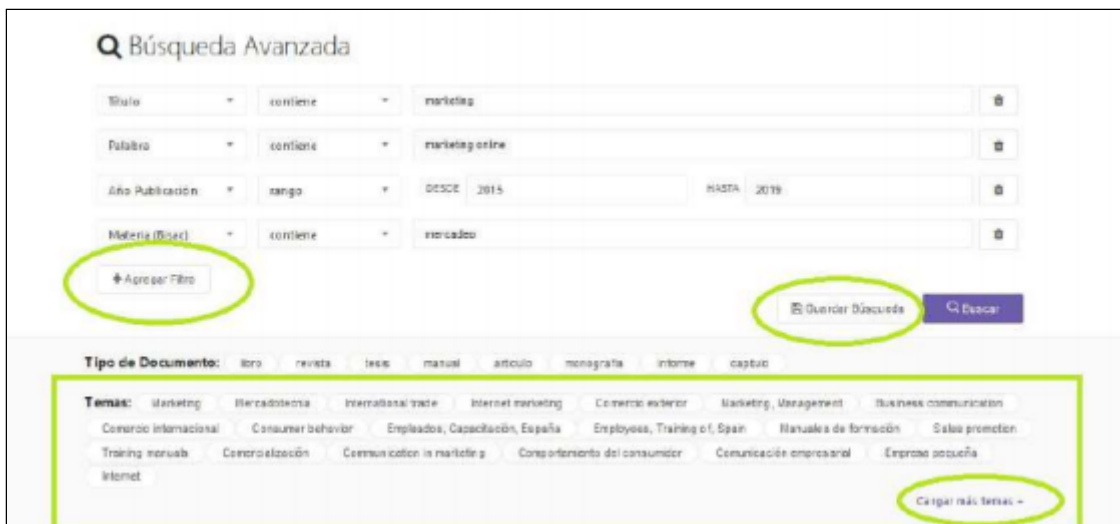 Búsqueda Avanzada
Título contiene marketing
Palabra contiene marketing online
Año Publicación rango DESDE 2015 HASTA 2019
Materia (Bisac) contiene mercadeo
+ Agregar Filtro
Guardar Búsqueda Buscar
Tipo de Documento: libro revista tesis manual artículo monografía informe capítulo
Temas: Marketing Mercadotecnia International trade Internet marketing Comercio exterior Marketing, Management Business communication
Comercio internacional Consumer behavior Empleados, Capacitación, España Employees, Training of, Spain Manuales de formación Sales promotion
Training manuals Comercialización Communication in marketing Comportamiento del consumidor Comunicación empresarial Empresa pequeña
Internet
Cargar más temas